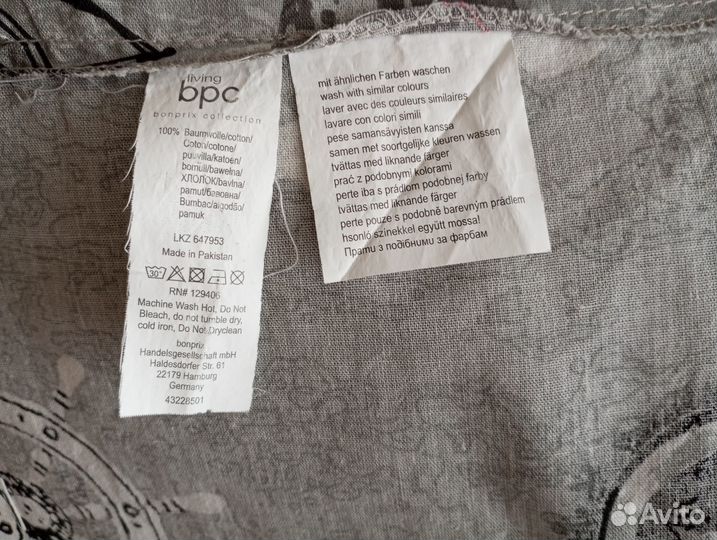 living
bpc
bonprix collection
100% Baumwolle/cotton/
Coton/cotone/
puuvilla/katoen/
bomull/bawełna/
ХЛОПОК/bavlna/
pamut/бавовна/
Bumbac/algodão/
pamuk
LKZ 647953
Made in Pakistan
30°
RN# 129406
Machine Wash Hot, Do Not
Bleach, do not tumble dry,
cold iron, Do Not Dryclean
bonprix
Handelsgesellschaft mbH
Haldesdorfer Str. 61
22179 Hamburg
Germany
43228501
mit ähnlichen Farben waschen
wash with similar colours
laver avec des couleurs similaires
lavare con colori simili
pese samansävyisten kanssa
samen met soortgelijke kleuren wassen
tvättas med liknande färger
prać z podobnymi kolorami
perte iba s prádlom podobnej farby
tvättas med liknande färger
perte pouze s podobně barevným prádlem
hsonló színekkel együtt mossa!
Прати з подібними за фарбам
10 11
11
Avito